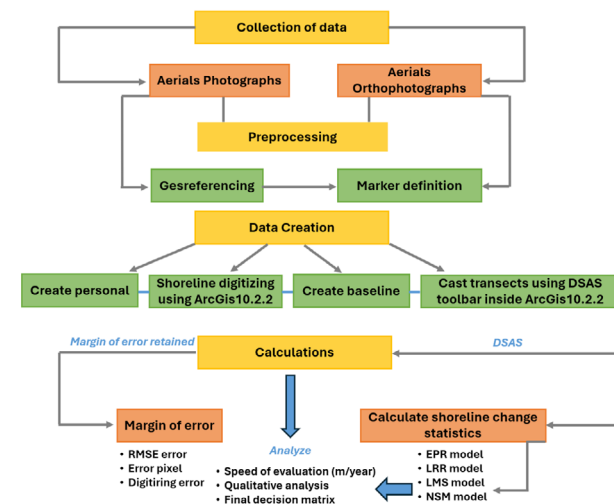 Collection of data
Aerials Photographs
Aerials
Orthophotographs
Preprocessing
Gesreferencing
Marker definition
Data Creation
Create personal
Shoreline digitizing
using ArcGis10.2.2
Create baseline
Cast transects using DSAS
toolbar inside ArcGis10.2.2
Margin of error retained
Calculations
DSAS
Margin of error
Calculate shoreline change
statistics
• RMSE error
• Error pixel
• Digitiring error
Analyze
• Speed of evaluation (m/year)
• Qualitative analysis
• Final decision matrix
• EPR model
• LRR model
• LMS model
• NSM model